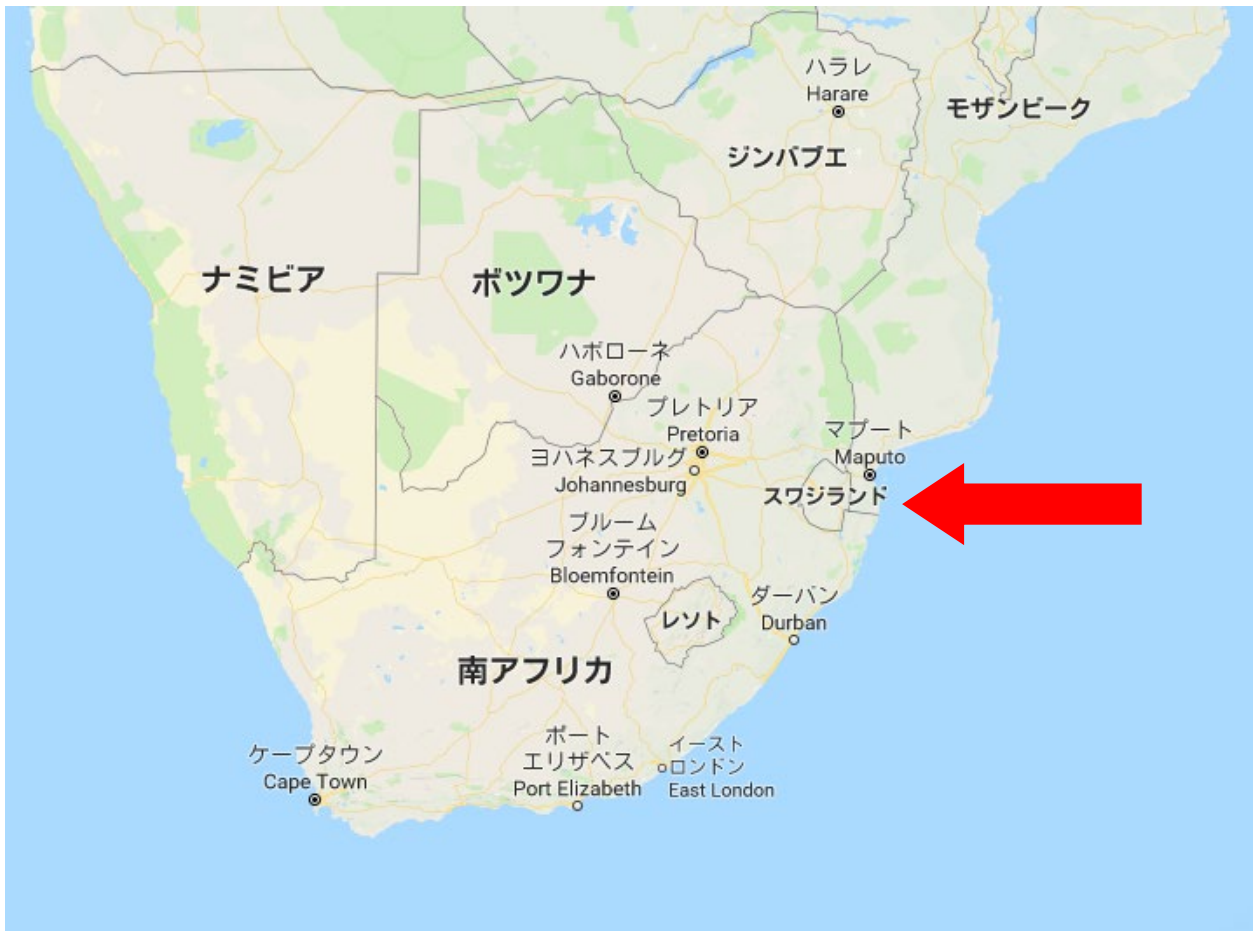 ハラレ
Harare
モザンビーク
ジンバブエ
ナミビア
ボツワナ
ハボローネ
Gaborone
プレトリア
Pretoria
マプート
Maputo
ヨハネスブルグ
Johannesburg
スワジランド
ブルーム
フォンテイン
Bloemfontein
ダーバン
Durban
レソト
南アフリカ
ポート
エリザベス
Port Elizabeth
イースト
ロンドン
East London
ケープタウン
Cape Town